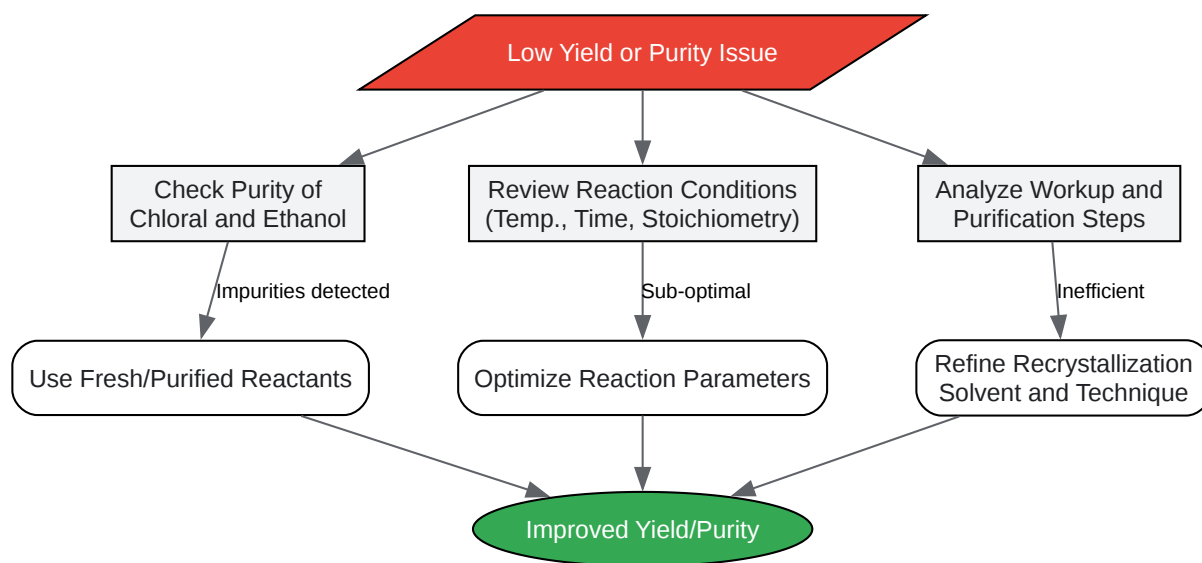 Low Yield or Purity Issue
Check Purity of
Chloral and Ethanol
Review Reaction Conditions
(Temp., Time, Stoichiometry)
Analyze Workup and
Purification Steps
Impurities detected
Sub-optimal
Inefficient
Use Fresh/Purified Reactants
Optimize Reaction Parameters
Refine Recrystallization
Solvent and Technique
Improved Yield/Purity